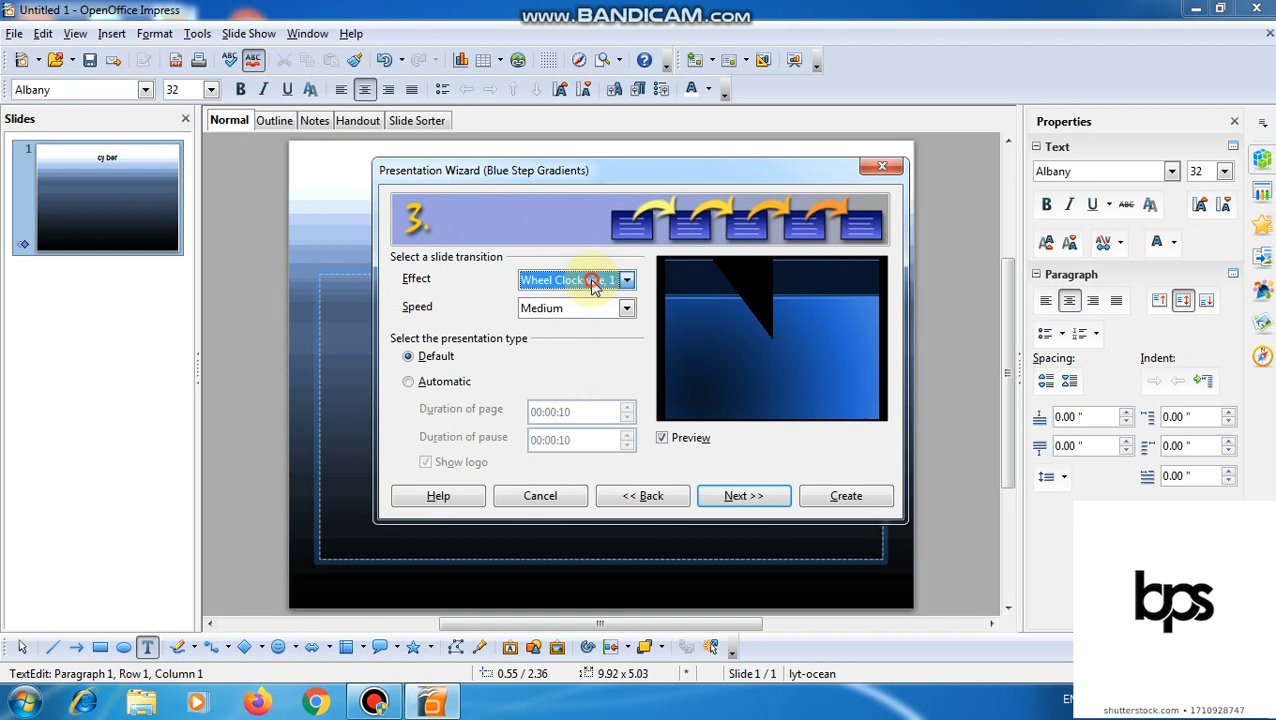 Untitled 1 - OpenOffice Impress
www.BANDICAM.com
File Edit View Insert Format Tools Slide Show Window Help
Albany 32
Slides
Normal Outline Notes Handout Slide Sorter
Properties
1
cy ber
Text
Albany 32
Paragraph
Spacing: Indent:
0.00 " 0.00 "
0.00 " 0.00 "
0.00 "
Presentation Wizard (Blue Step Gradients)
3.
Select a slide transition
Effect
Speed Medium
Select the presentation type
Default
Automatic
Duration of page 00:00:10
Duration of pause 00:00:10
Show logo
Preview
Help Cancel << Back Next >> Create
bps
TextEdit: Paragraph 1, Row 1, Column 1 0.55 / 2.36 9.92 x 5.03 * Slide 1 / 1 lyt-ocean
shutterstock.com • 1710928747